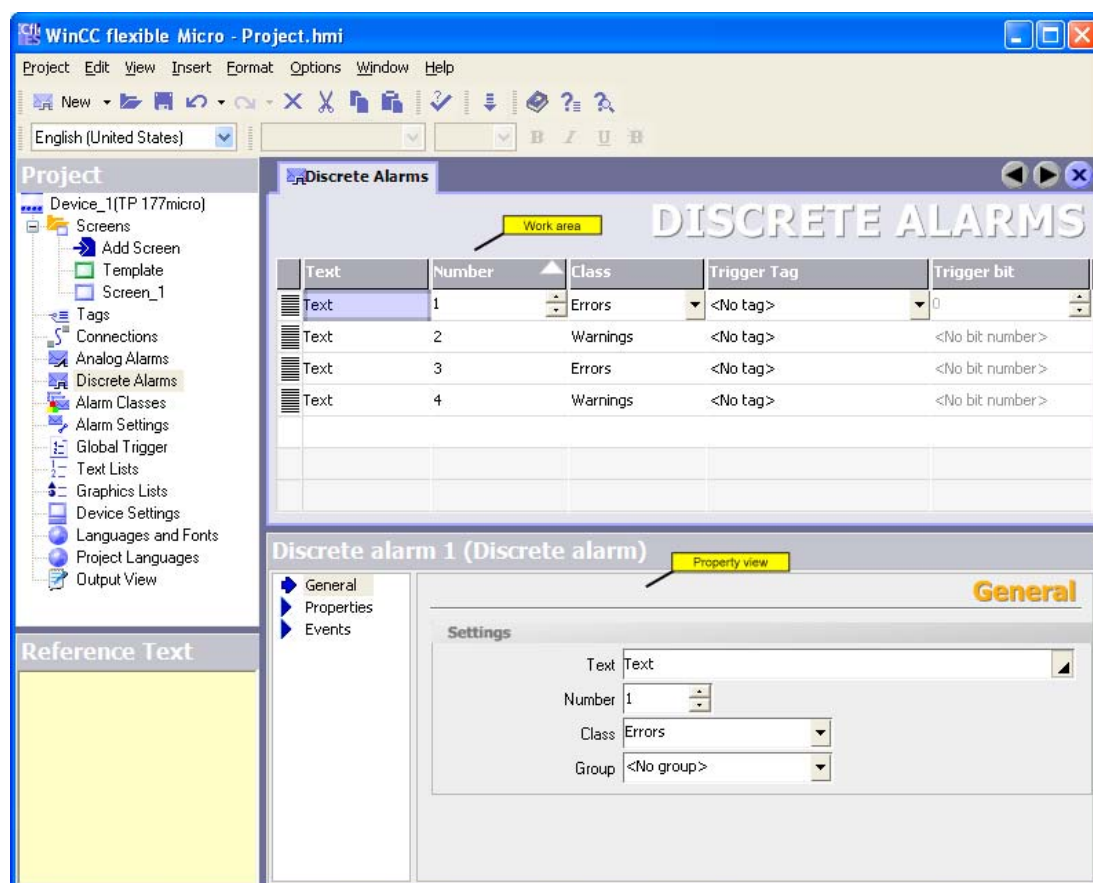 WinCC flexible Micro - Project.hmi
Project Edit View Insert Format Options Window Help
New
English (United States) B I U B
Project
Device_1(TP 177micro)
Screens
Add Screen
Template
Screen_1
Tags
Connections
Analog Alarms
Discrete Alarms
Alarm Classes
Alarm Settings
Global Trigger
Text Lists
Graphics Lists
Device Settings
Languages and Fonts
Project Languages
Output View
Reference Text
Discrete Alarms
Work area
DISCRETE ALARMS
Text Number Class Trigger Tag Trigger bit
Text 1 Errors <No tag> 0
Text 2 Warnings <No tag> <No bit number>
Text 3 Errors <No tag> <No bit number>
Text 4 Warnings <No tag> <No bit number>
Discrete alarm 1 (Discrete alarm)
Property view
General
Properties
Events
General
Settings
Text Text
Number 1
Class Errors
Group <No group>